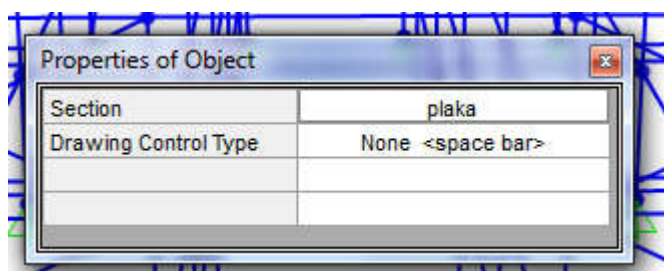 Properties of Object
Section plaka
Drawing Control Type None <space bar>